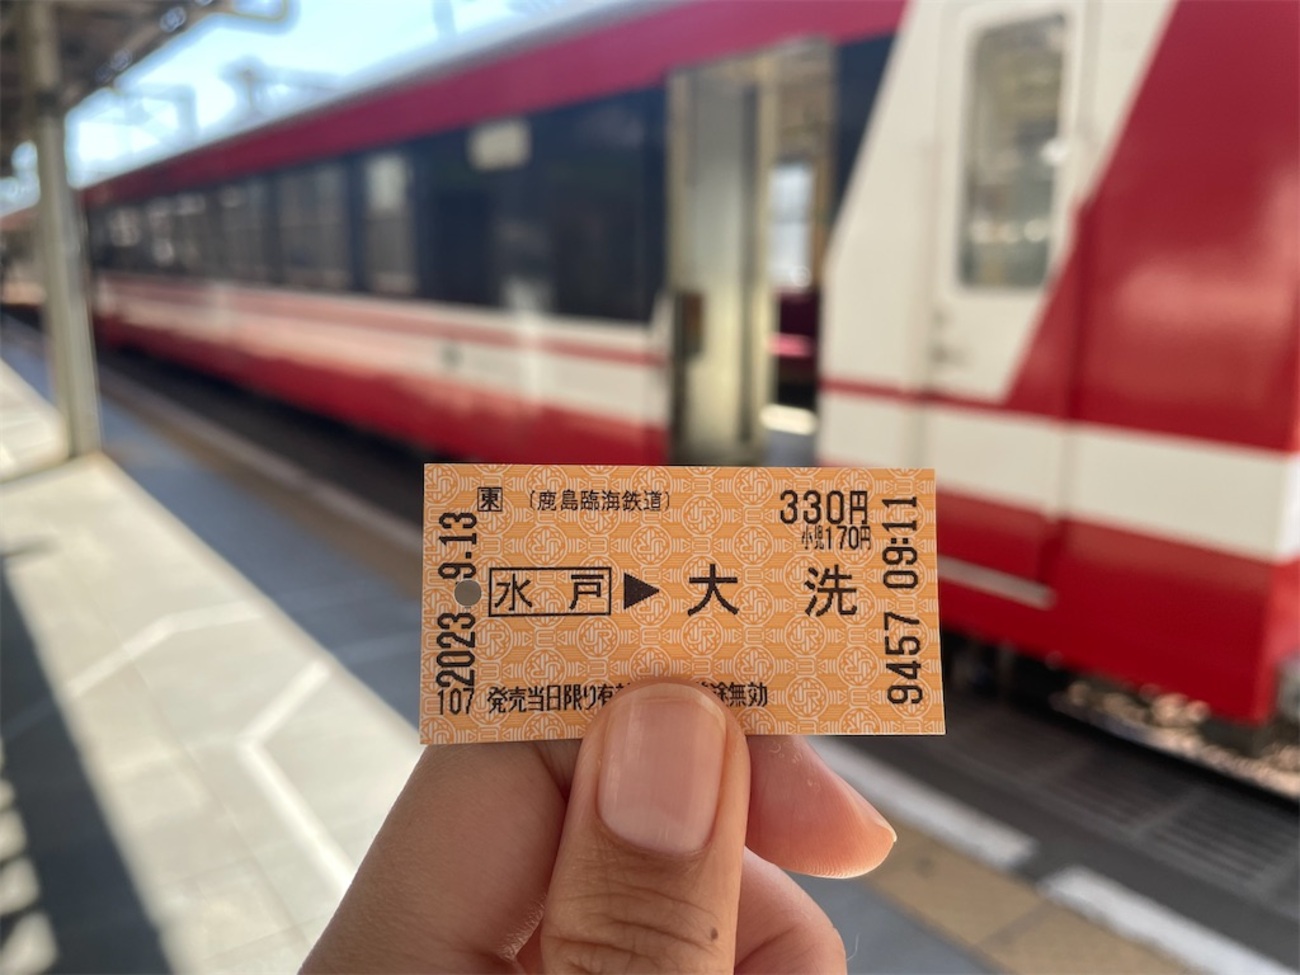 東 (鹿島臨海鉄道) 330円
小児170円
水戸▶大洗
発売当日限り有 無効
2023.-9.13
107
9457 09:11